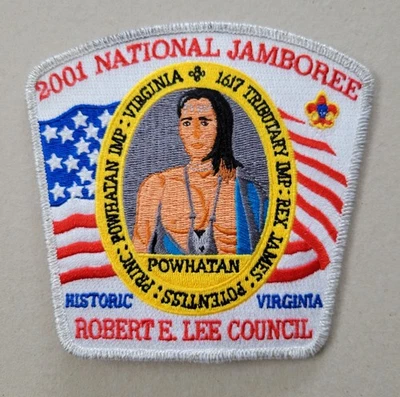 2001 NATIONAL JAMBOREE
: PRINC: POWHATAN IMP: VIRGINIA 1617 TRIBUTARY IMP: REX JAMES: POTENTISS:
POWHATAN
HISTORIC VIRGINIA
ROBERT E. LEE COUNCIL